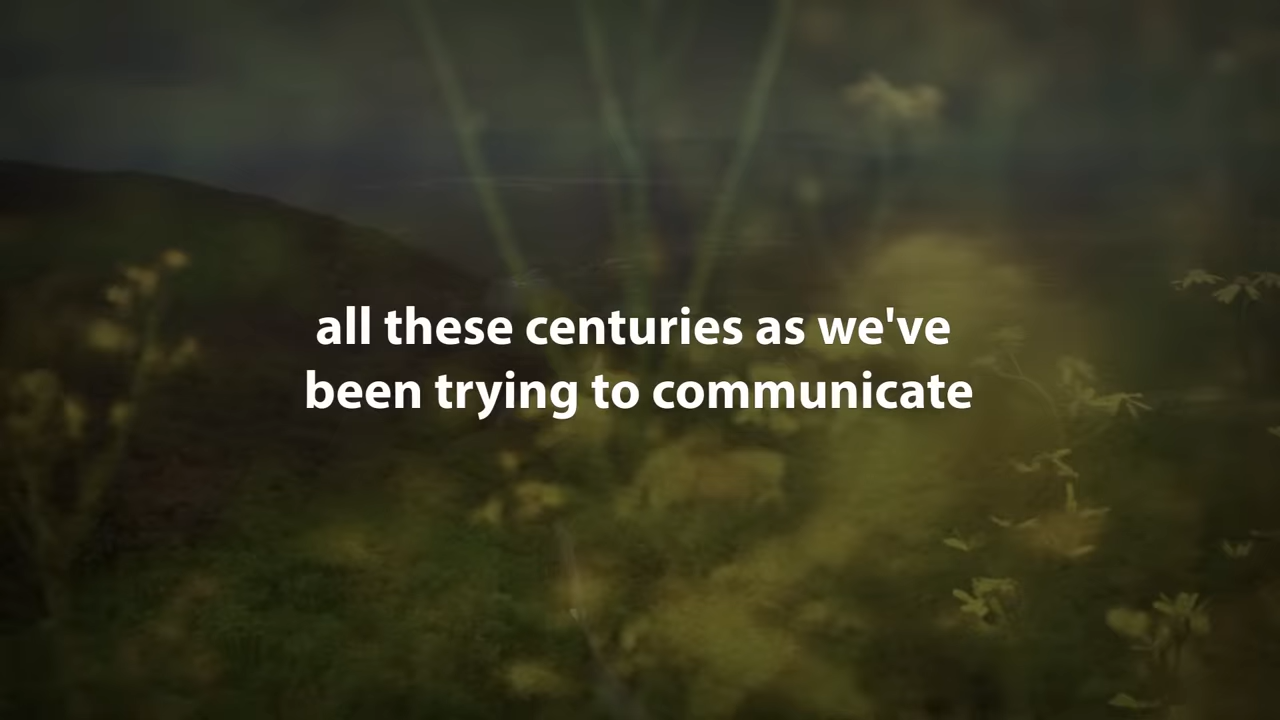 all these centuries as we've
been trying to communicate